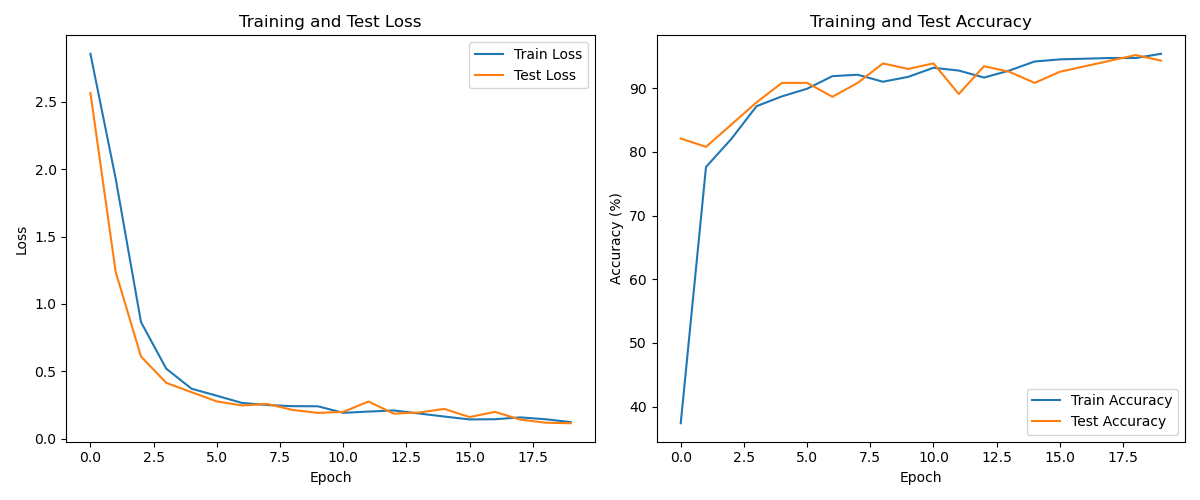 Training and Test Loss
Train Loss
Test Loss
2.5
2.0
1.5
1.0
0.5
0.0
Loss
0.0 2.5 5.0 7.5 10.0 12.5 15.0 17.5
Epoch
Training and Test Accuracy
90
80
70
60
50
40
Accuracy (%)
Train Accuracy
Test Accuracy
0.0 2.5 5.0 7.5 10.0 12.5 15.0 17.5
Epoch